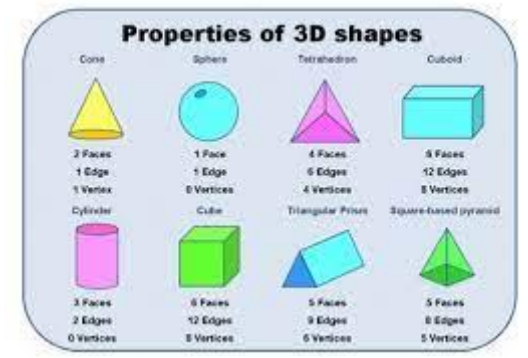 Properties of 3D shapes
Cone Sphere Tetrahedron Cuboid
2 Faces 1 Face 4 Faces 6 Faces
1 Edge 1 Edge 6 Edges 12 Edges
1 Vertex 0 Vertices 4 Vertices 8 Vertices
Cylinder Cube Triangular Prism Square-based pyramid
3 Faces 6 Faces 5 Faces 5 Faces
2 Edges 12 Edges 9 Edges 8 Edges
0 Vertices 8 Vertices 6 Vertices 5 Vertices